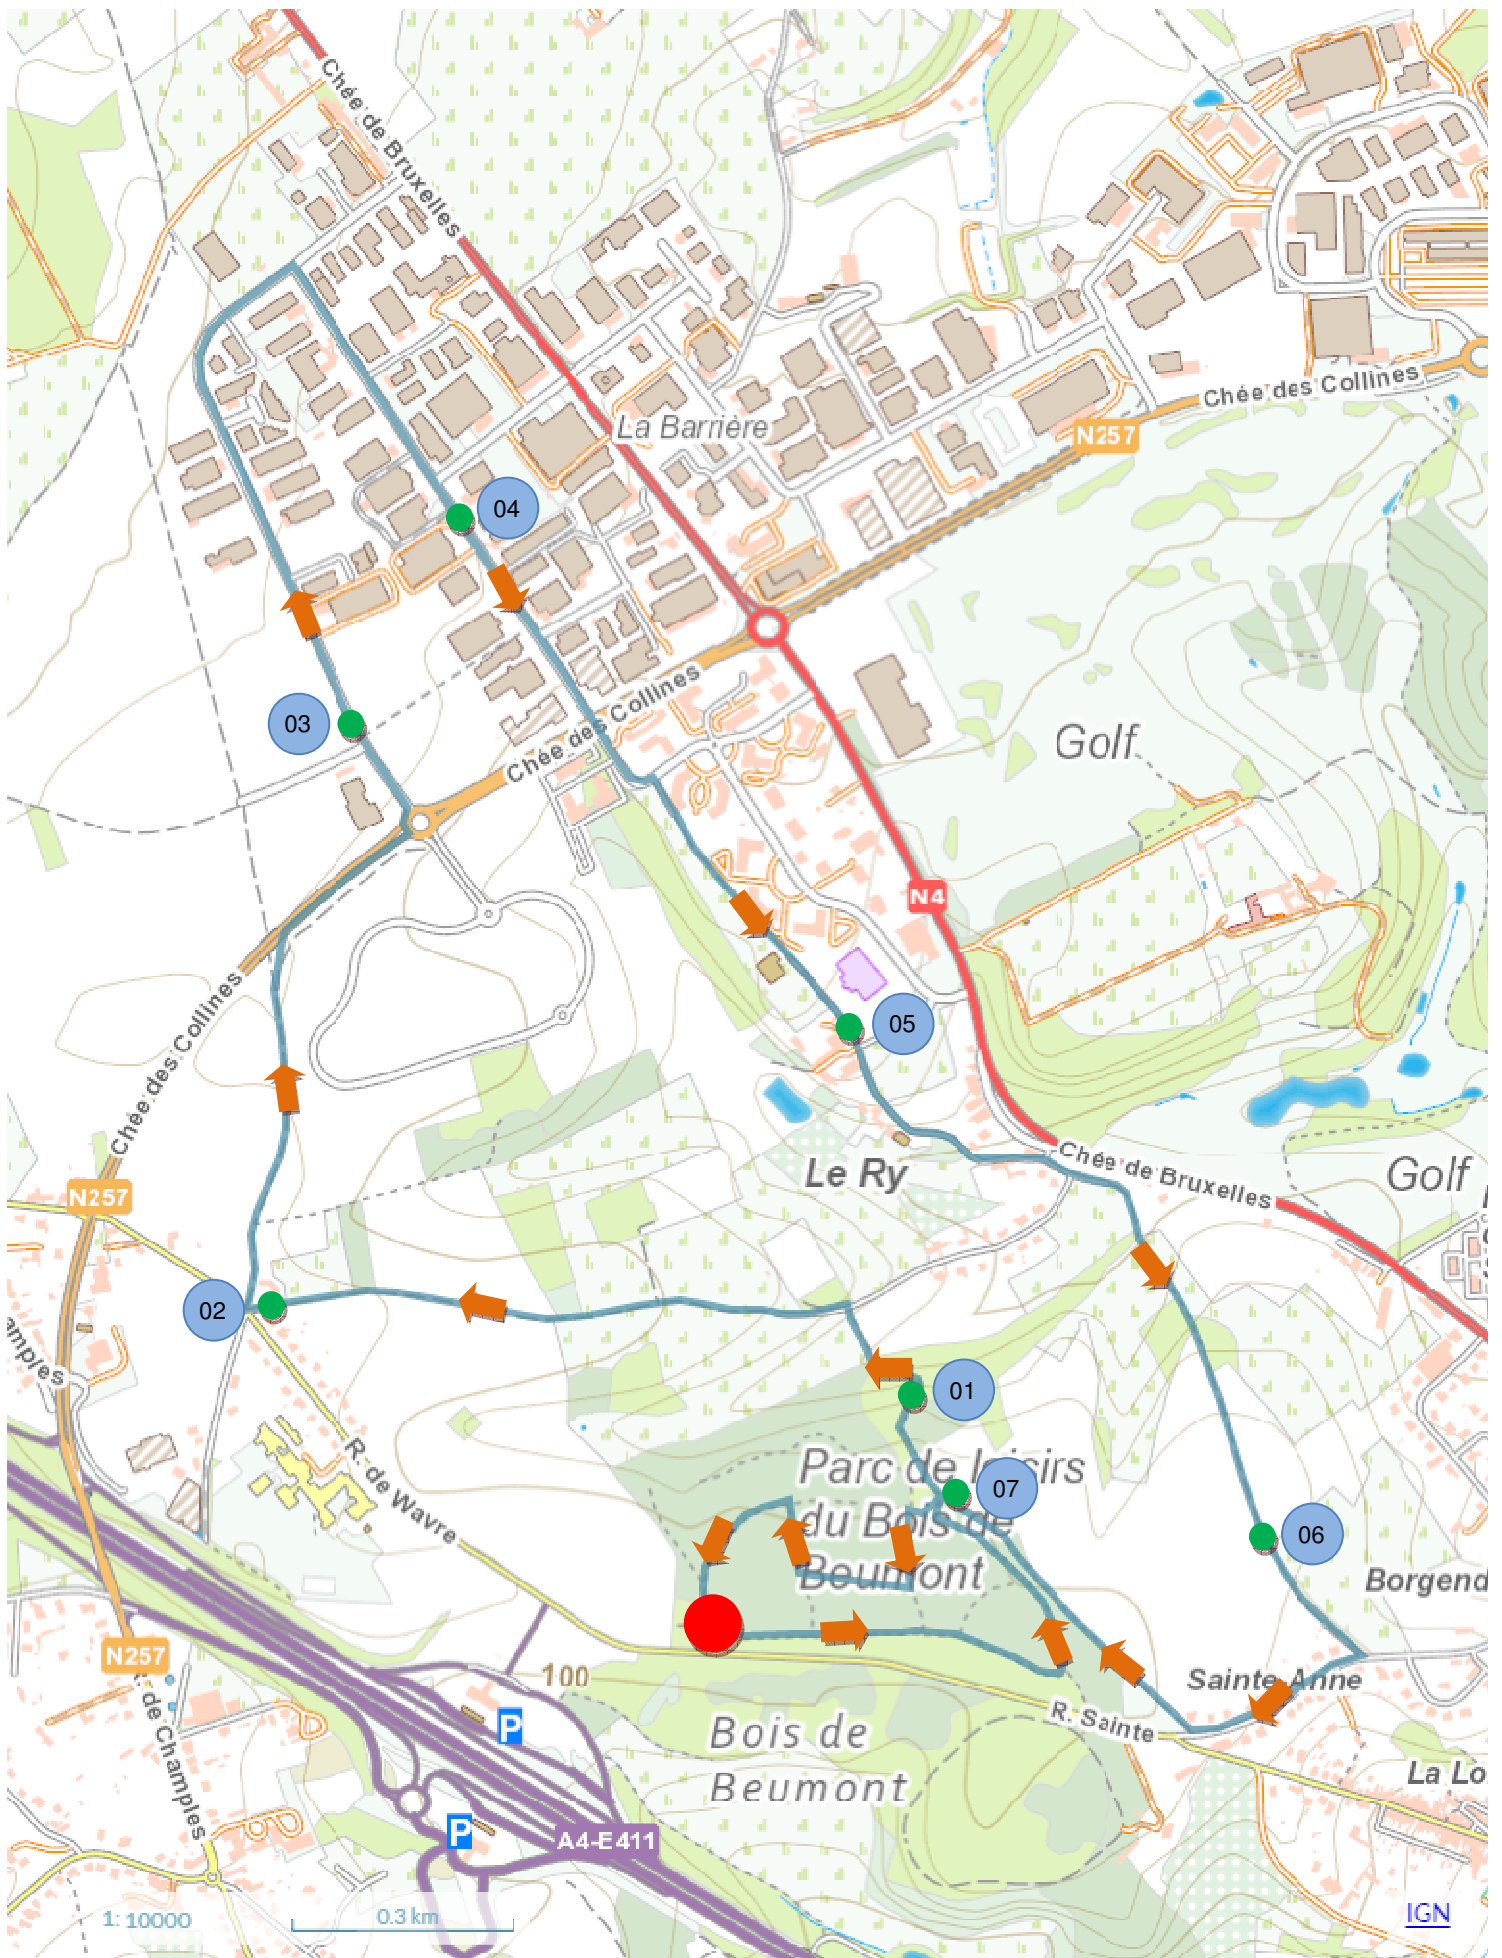 Chée de Bruxelles
La Barrière
Chée des Collines
N257
04
03
Chée des Collines
Golf
N4
05
Chée des Collines
Le Ry
Chée de Bruxelles
Golf
N257
02
01
Parc de loisirs
du Bois de
Beumont
07
06
R. de Wavre
Borgend
N257
100
Sainte-Anne
R. Sainte
R. de Champles
P
Bois de
Beumont
La Lo
P
A4-E411
1: 10000
0.3 km
IGN